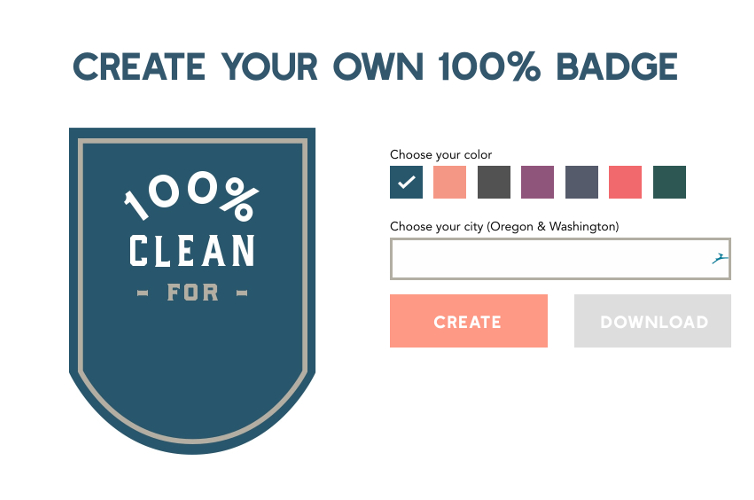 CREATE YOUR OWN 100% BADGE
100%
CLEAN
- FOR -
Choose your color
Choose your city (Oregon & Washington)
CREATE
DOWNLOAD